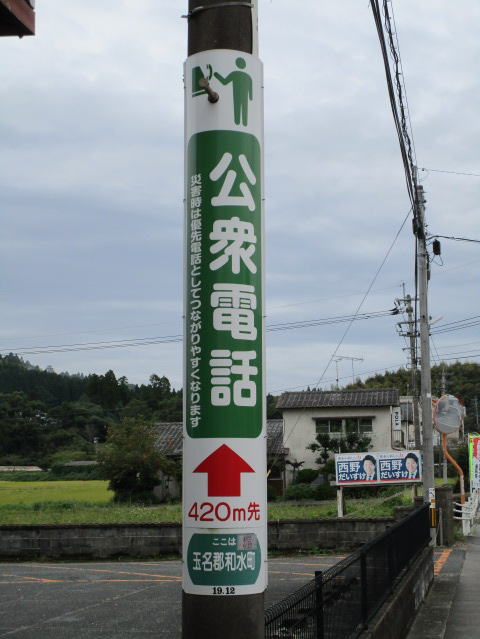 公衆電話
災害時は優先電話としてつながりやすくなります
420m先
ここは
玉名郡和水町
19.12
西野
だいすけ
西野
だいすけ